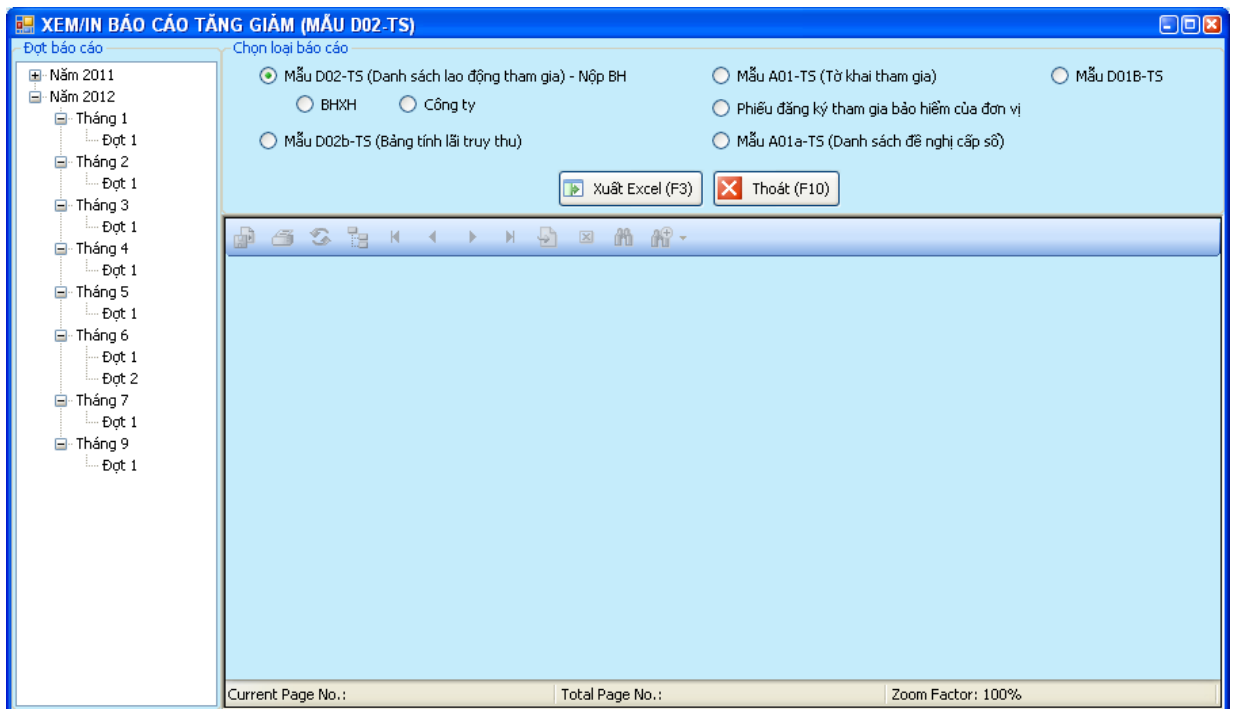 XEM/IN BÁO CÁO TĂNG GIẢM (MẪU D02-TS)
Đợt báo cáo
Năm 2011
Năm 2012
Tháng 1
Đợt 1
Tháng 2
Đợt 1
Tháng 3
Đợt 1
Tháng 4
Đợt 1
Tháng 5
Đợt 1
Tháng 6
Đợt 1
Đợt 2
Tháng 7
Đợt 1
Tháng 9
Đợt 1
Chọn loại báo cáo
Mẫu D02-TS (Danh sách lao động tham gia) - Nộp BH
Mẫu A01-TS (Tờ khai tham gia)
Mẫu D01B-TS
BHXH
Công ty
Phiếu đăng ký tham gia bảo hiểm của đơn vị
Mẫu D02b-TS (Bảng tính lãi truy thu)
Mẫu A01a-TS (Danh sách đề nghị cấp sổ)
Xuất Excel (F3)
Thoát (F10)
Current Page No.:
Total Page No.:
Zoom Factor: 100%